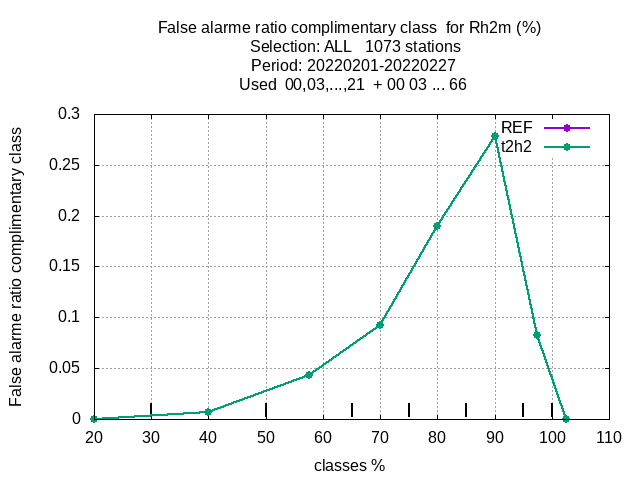 False alarme ratio complimentary class  for Rh2m (%)
Selection: ALL   1073 stations
Period: 20220201-20220227
Used  00,03,...,21  + 00 03 ... 66
REF
t2h2
False alarme ratio complimentary class
0.3
0.25
0.2
0.15
0.1
0.05
0
20 30 40 50 60 70 80 90 100 110
classes %